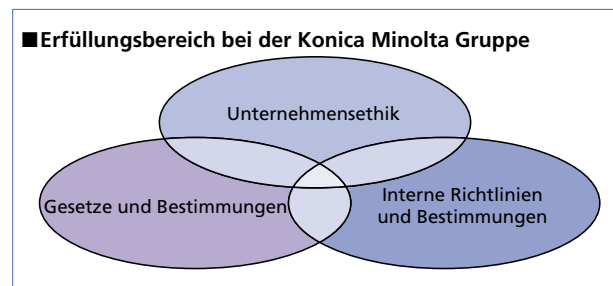 ■Erfüllungsbereich bei der Konica Minolta Gruppe
Unternehmensethik
Gesetze und Bestimmungen
Interne Richtlinien
und Bestimmungen